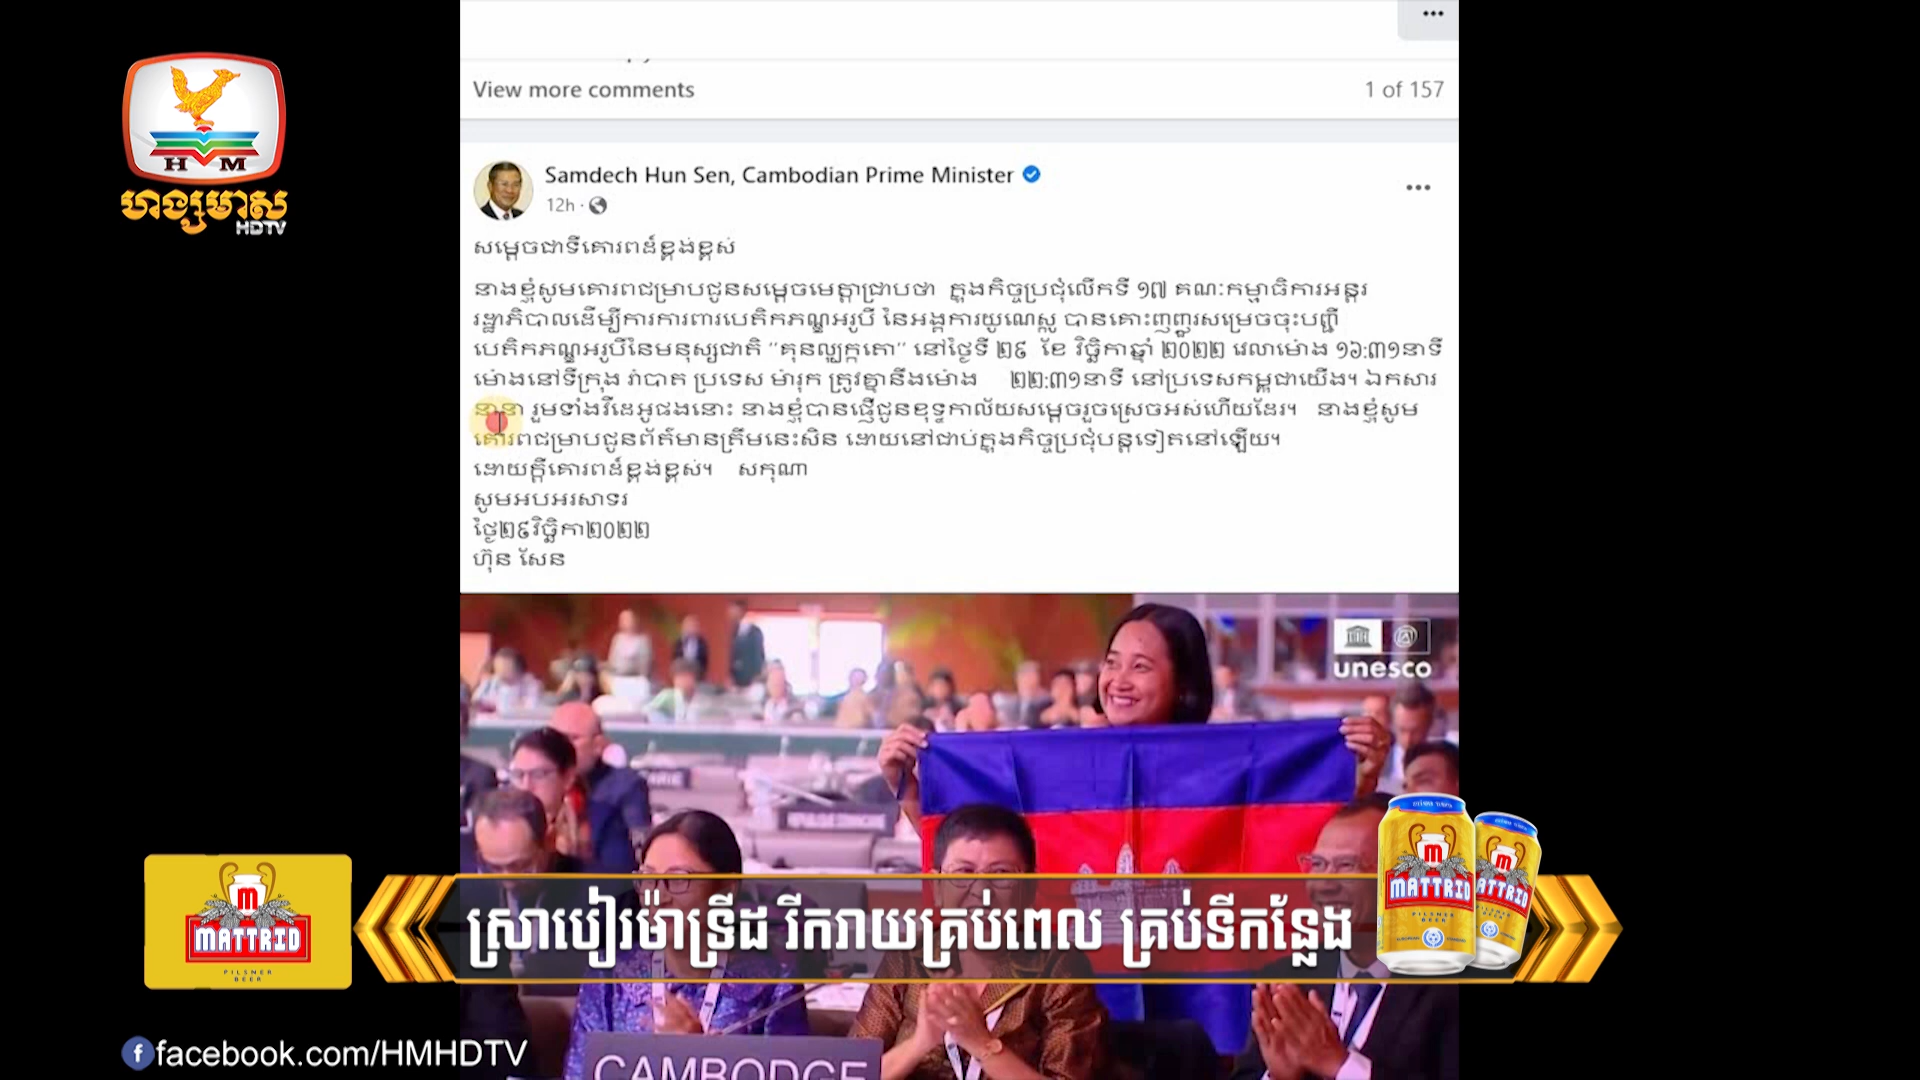 View more comments
1 of 157
H M
ហង្សមាស
HDTV
Samdech Hun Sen, Cambodian Prime Minister
12h
សម្តេចជាទីគោរពដ៏ខ្ពង់ខ្ពស់
នាងខ្ញុំសូមគោរពជម្រាបជូនសម្តេចមេត្តាជ្រាបថា ក្នុងកិច្ចប្រជុំលើកទី ១៧ គណៈកម្មាធិការអន្តរ
រដ្ឋាភិបាលដើម្បីការការពារបេតិកភណ្ឌអរូបី នៃអង្គការយូណេស្កូ បានគោះញញួរសម្រេចចុះបញ្ជី
បេតិកភណ្ឌអរូបីនៃមនុស្សជាតិ "គុនល្បុក្កតោ" នៅថ្ងៃទី ២៩ ខែ វិច្ឆិកាឆ្នាំ ២០២២ វេលាម៉ោង ១៦:៣១នាទី
ម៉ោងនៅទីក្រុង រ៉ាបាត ប្រទេស ម៉ារុក ត្រូវគ្នានឹងម៉ោង ២២:៣១នាទី នៅប្រទេសកម្ពុជាយើង។ ឯកសារ
នានា រួមទាំងវីដេអូផងនោះ នាងខ្ញុំបានផ្ញើជូនខុទ្ទកាល័យសម្តេចរួចស្រេចអស់ហើយដែរ។ នាងខ្ញុំសូម
គោរពជម្រាបជូនព័ត៌មានត្រឹមនេះសិន ដោយនៅជាប់ក្នុងកិច្ចប្រជុំបន្តទៀតនៅឡើយ។
ដោយក្តីគោរពដ៏ខ្ពង់ខ្ពស់។ សកុណា
សូមអបអរសាទរ
ថ្ងៃ២៩វិច្ឆិកា២០២២
ហ៊ុន សែន
unesco
MATTRID
PILSNER
BEER
ស្រាបៀរម៉ាទ្រីដ រីករាយគ្រប់ពេល គ្រប់ទីកន្លែង
MATTRID
PILSNER
BEER
MATTRID
facebook.com/HMHDTV
CAMBODGE